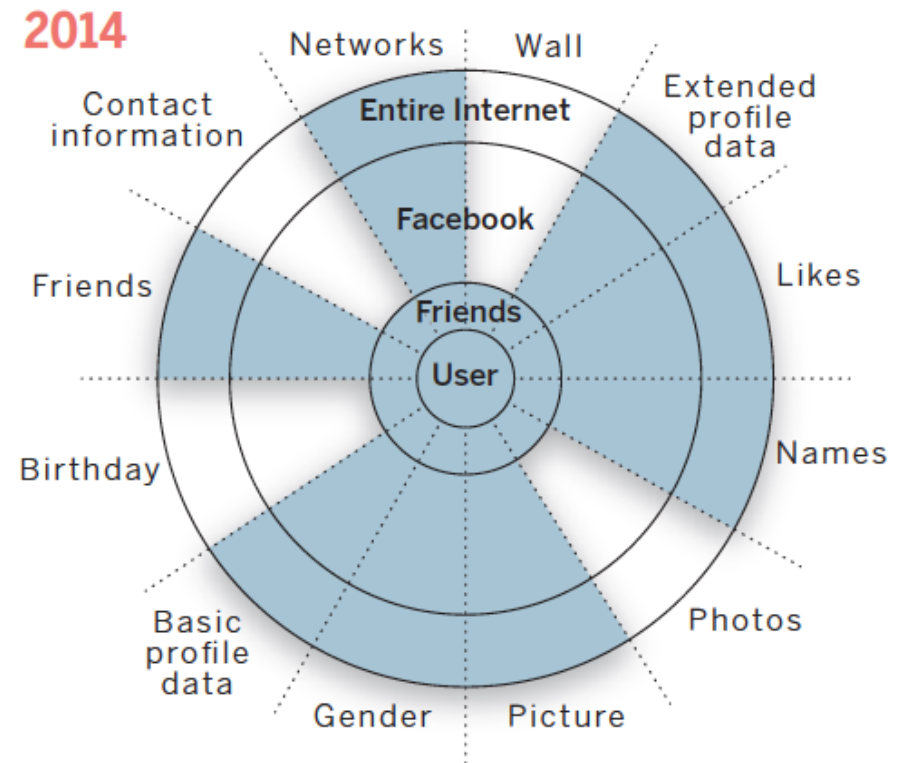 2014
Networks
Wall
Contact
information
Entire Internet
Extended
profile
data
Facebook
Friends
Likes
Friends
User
Birthday
Names
Basic
profile
data
Photos
Gender
Picture